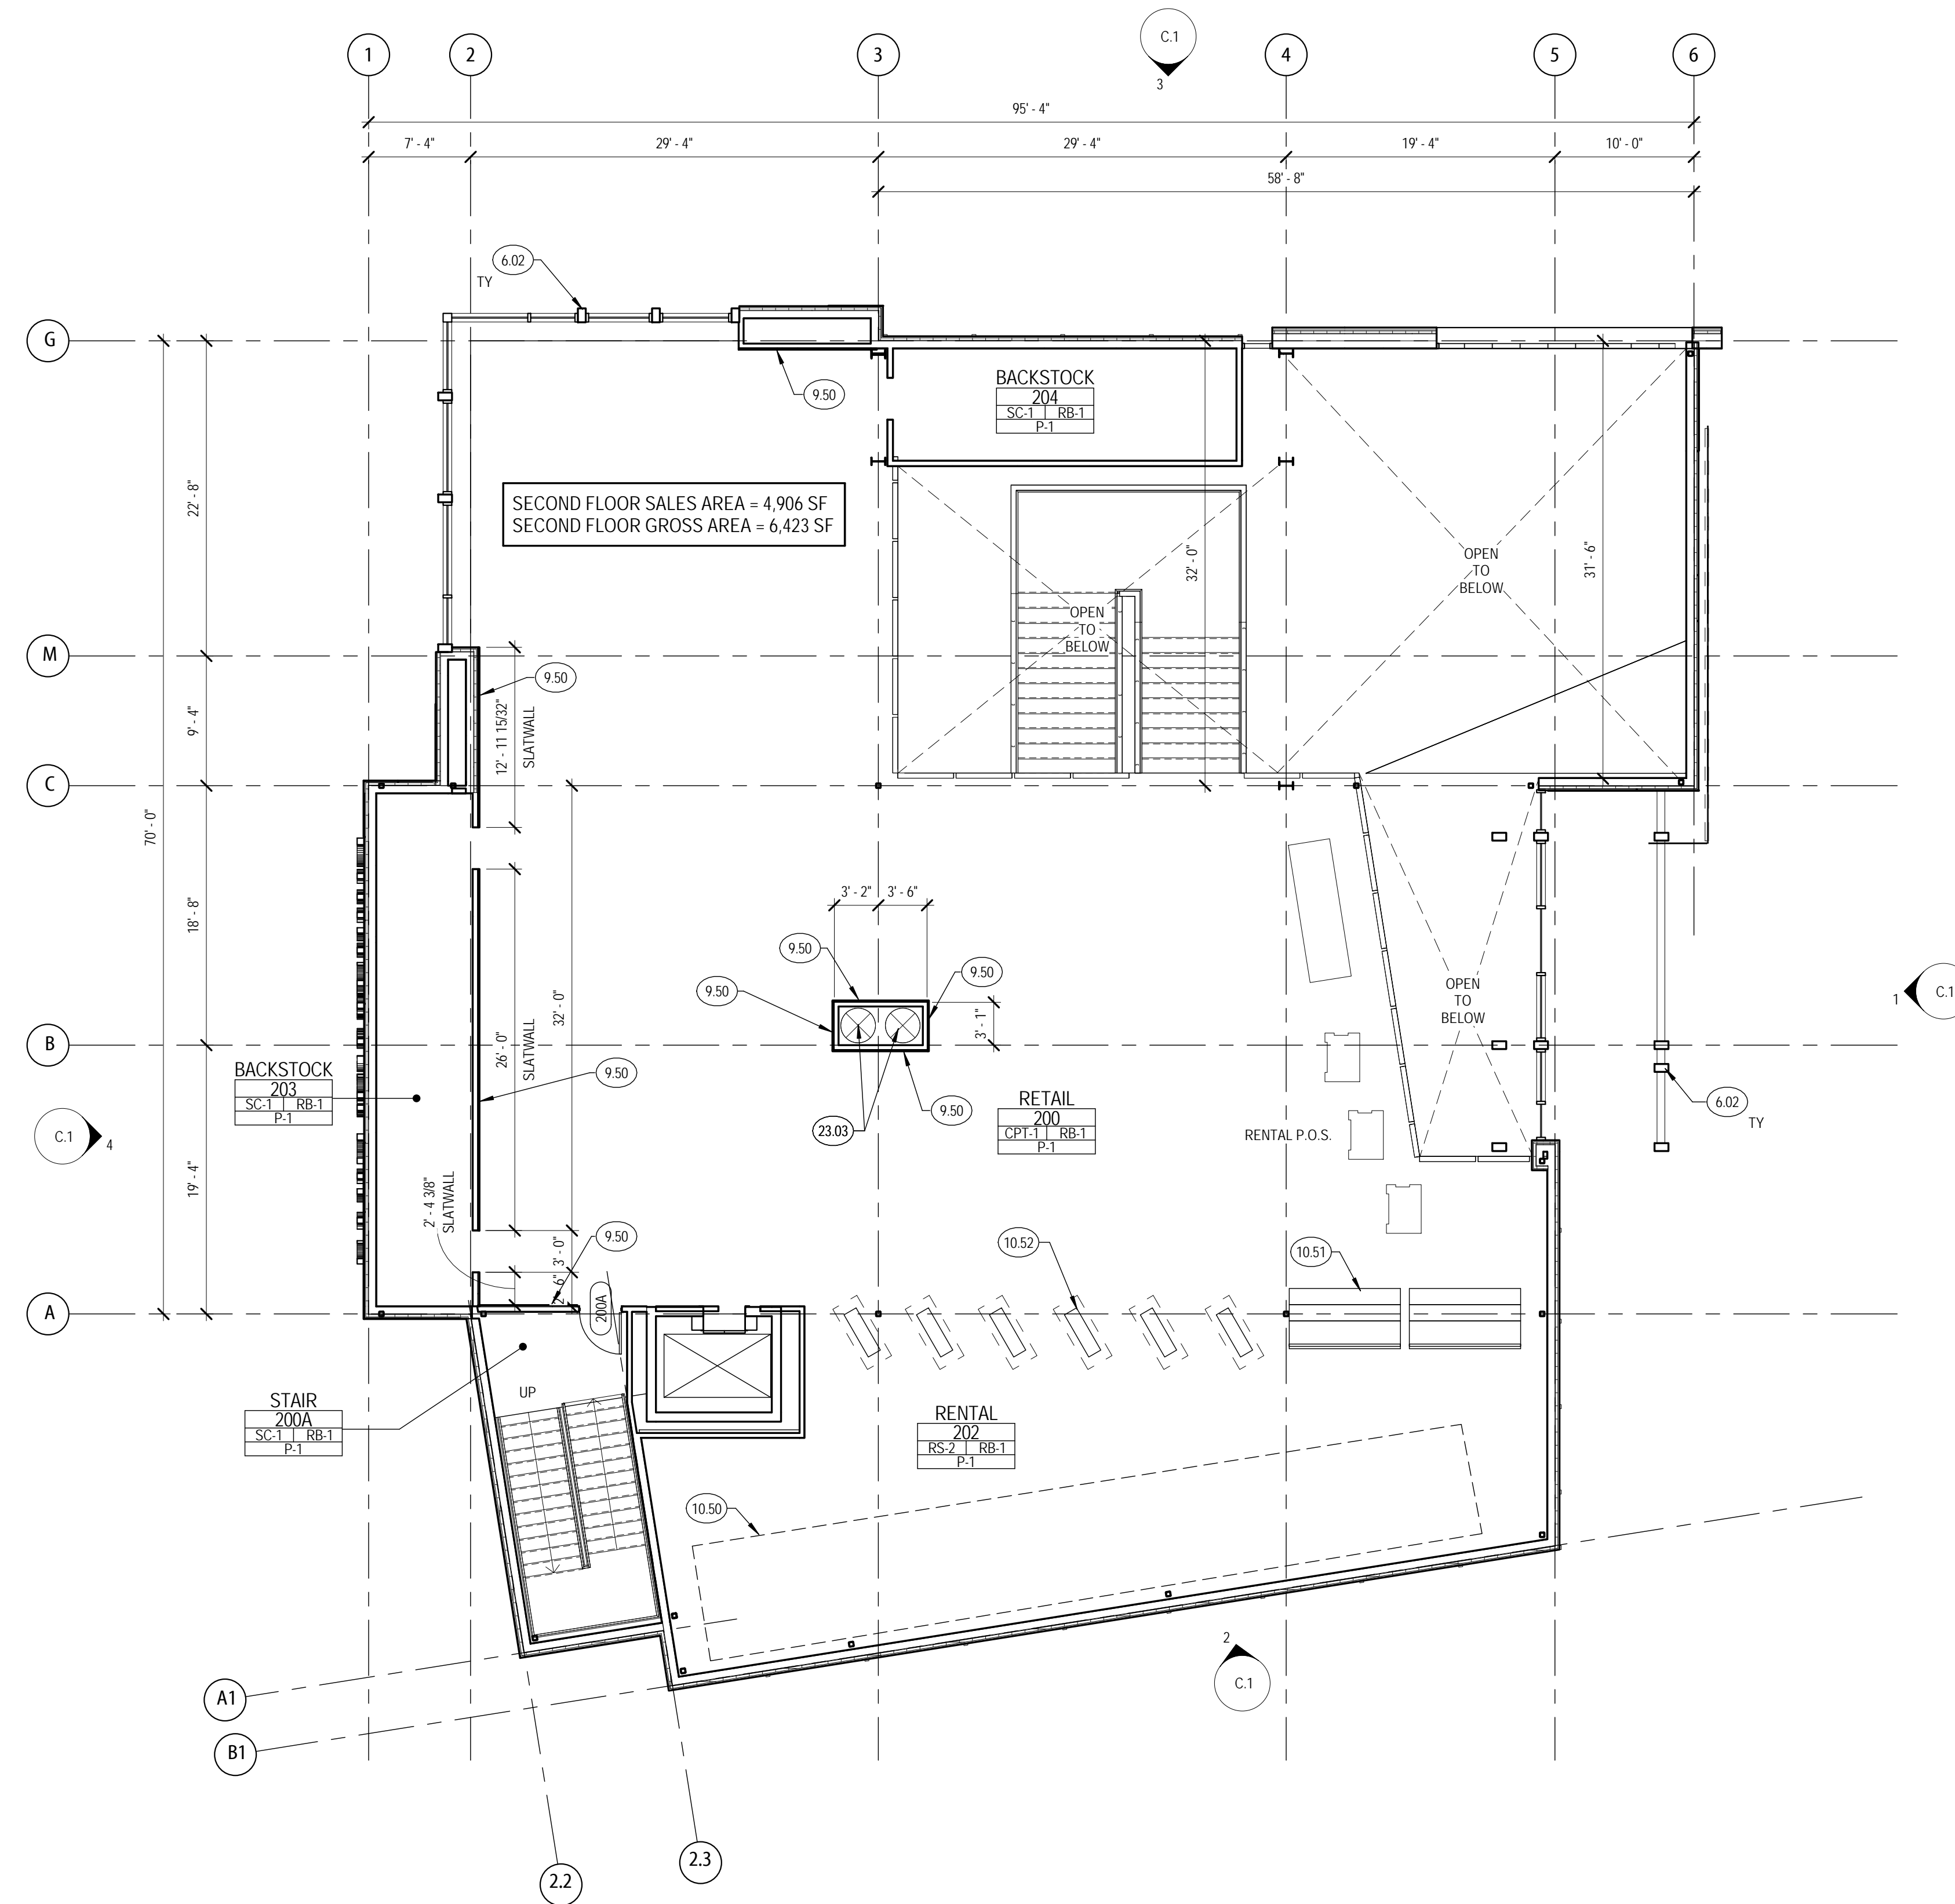 1
2
3
4
5
6
C.1
3
95' - 4"
7' - 4"
29' - 4"
29' - 4"
19' - 4"
10' - 0"
58' - 8"
6.02
TY
G
9.50
BACKSTOCK
204
SC-1 RB-1
P-1
22' - 8"
SECOND FLOOR SALES AREA = 4,906 SF
SECOND FLOOR GROSS AREA = 6,423 SF
32' - 0"
31' - 6"
OPEN
TO
BELOW
OPEN
TO
BELOW
M
9.50
12' - 11 15/32"
SLATWALL
9' - 4"
C
70' - 0"
18' - 8"
3' - 2"
3' - 6"
9.50
9.50
9.50
3' - 1"
OPEN
TO
BELOW
1
C.1
26' - 0"
SLATWALL
32' - 0"
B
BACKSTOCK
203
SC-1 RB-1
P-1
9.50
23.03
9.50
RETAIL
200
CPT-1 RB-1
P-1
RENTAL P.O.S.
6.02
TY
C.1
4
19' - 4"
2' - 4 3/8"
SLATWALL
9.50
3' - 0"
2' - 6"
200A
10.52
10.51
A
UP
STAIR
200A
SC-1 RB-1
P-1
RENTAL
202
RS-2 RB-1
P-1
10.50
2
C.1
A1
B1
2.3
2.2